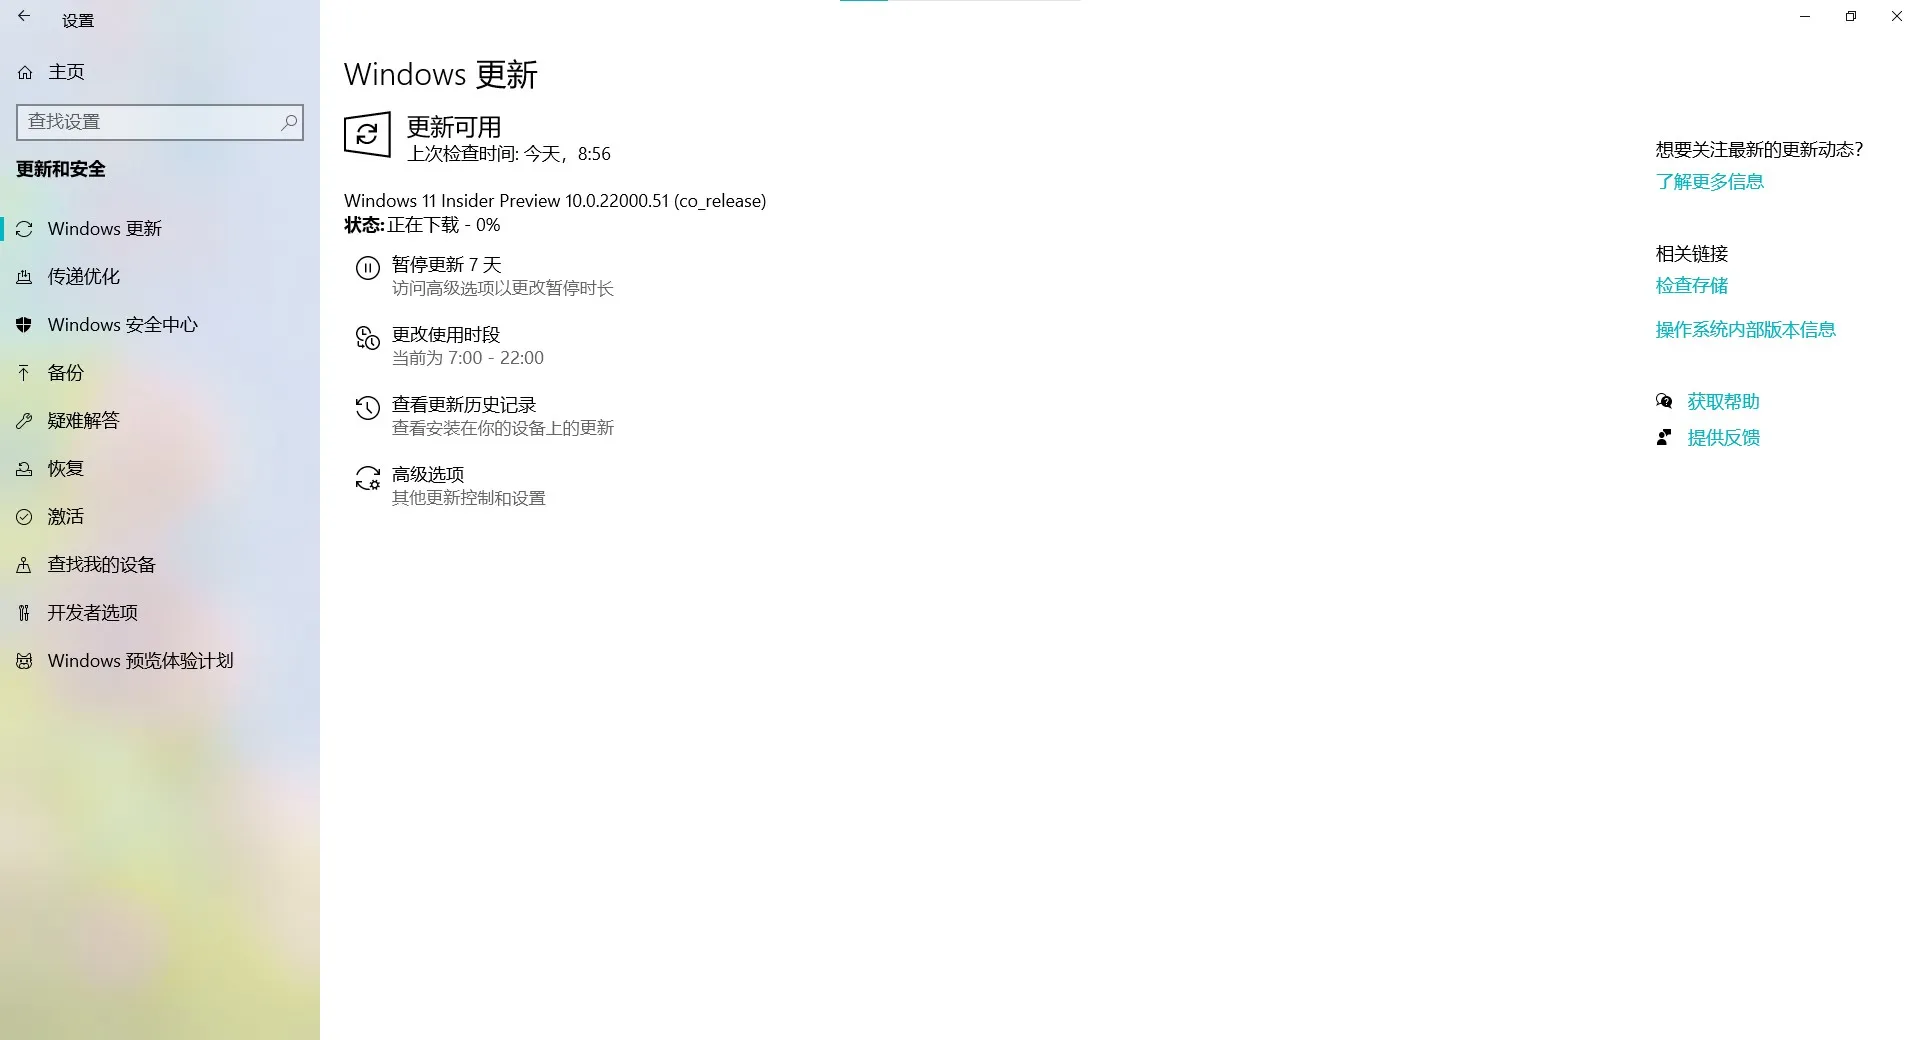 设置
主页
查找设置
更新和安全
Windows 更新
传递优化
Windows 安全中心
备份
疑难解答
恢复
激活
查找我的设备
开发者选项
Windows 预览体验计划
Windows 更新
更新可用
上次检查时间: 今天，8:56
Windows 11 Insider Preview 10.0.22000.51 (co_release)
状态: 正在下载 - 0%
暂停更新 7 天
访问高级选项以更改暂停时长
更改使用时段
当前为 7:00 - 22:00
查看更新历史记录
查看安装在你的设备上的更新
高级选项
其他更新控制和设置
想要关注最新的更新动态？
了解更多信息
相关链接
检查存储
操作系统内部版本信息
获取帮助
提供反馈